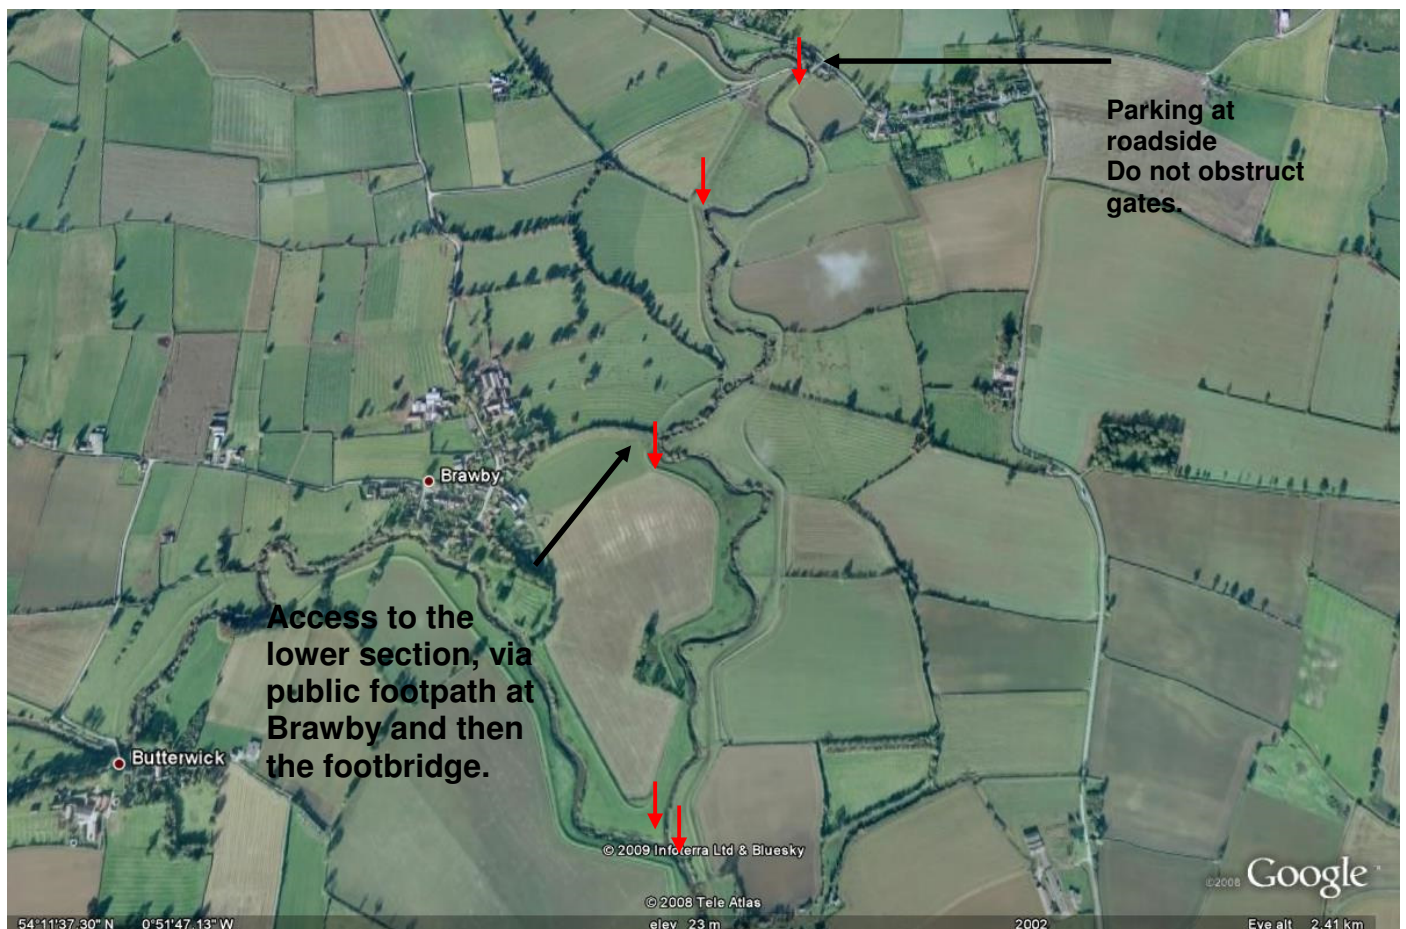 Parking at
roadside
Do not obstruct
gates.
Brawby
Access to the
lower section, via
public footpath at
Brawby and then
the footbridge.
Butterwick
© 2009 Infoterra Ltd & Bluesky
©2008 Google
© 2008 Tele Atlas
54°11'37.30" N 0°51'47.13" W elev 23 m 2002 Eye alt 2.41 km